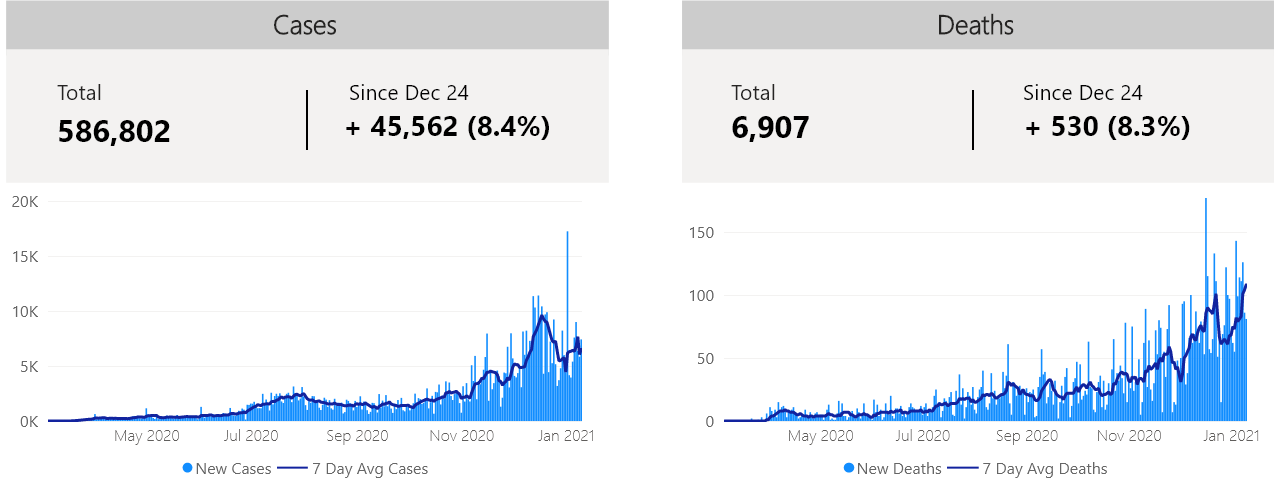 Cases
Total
586,802
Since Dec 24
+ 45,562 (8.4%)
20K
15K
10K
5K
0K
May 2020 Jul 2020 Sep 2020 Nov 2020 Jan 2021
New Cases 7 Day Avg Cases
Deaths
Total
6,907
Since Dec 24
+ 530 (8.3%)
150
100
50
0
May 2020 Jul 2020 Sep 2020 Nov 2020 Jan 2021
New Deaths 7 Day Avg Deaths